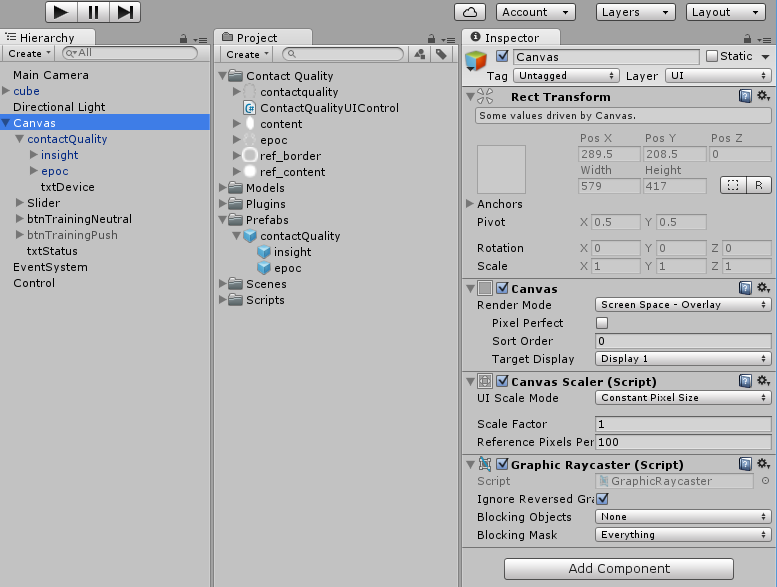 Account
Layers
Layout
Hierarchy
Create
All
Main Camera
cube
Directional Light
Canvas
contactQuality
insight
epoc
txtDevice
Slider
btnTrainingNeutral
btnTrainingPush
txtStatus
EventSystem
Control
Project
Create
Contact Quality
contactquality
ContactQualityUIControl
content
epoc
ref_border
ref_content
Models
Plugins
Prefabs
contactQuality
insight
epoc
Scenes
Scripts
Inspector
Canvas Static
Tag Untagged Layer UI
Rect Transform
Some values driven by Canvas.
Pos X Pos Y Pos Z
289.5 208.5 0
Width Height
579 417 R
Anchors
Pivot X 0.5 Y 0.5
Rotation X 0 Y 0 Z 0
Scale X 1 Y 1 Z 1
Canvas
Render Mode Screen Space - Overlay
Pixel Perfect
Sort Order 0
Target Display Display 1
Canvas Scaler (Script)
UI Scale Mode Constant Pixel Size
Scale Factor 1
Reference Pixels Per 100
Graphic Raycaster (Script)
Script GraphicRaycaster
Ignore Reversed Gra
Blocking Objects None
Blocking Mask Everything
Add Component